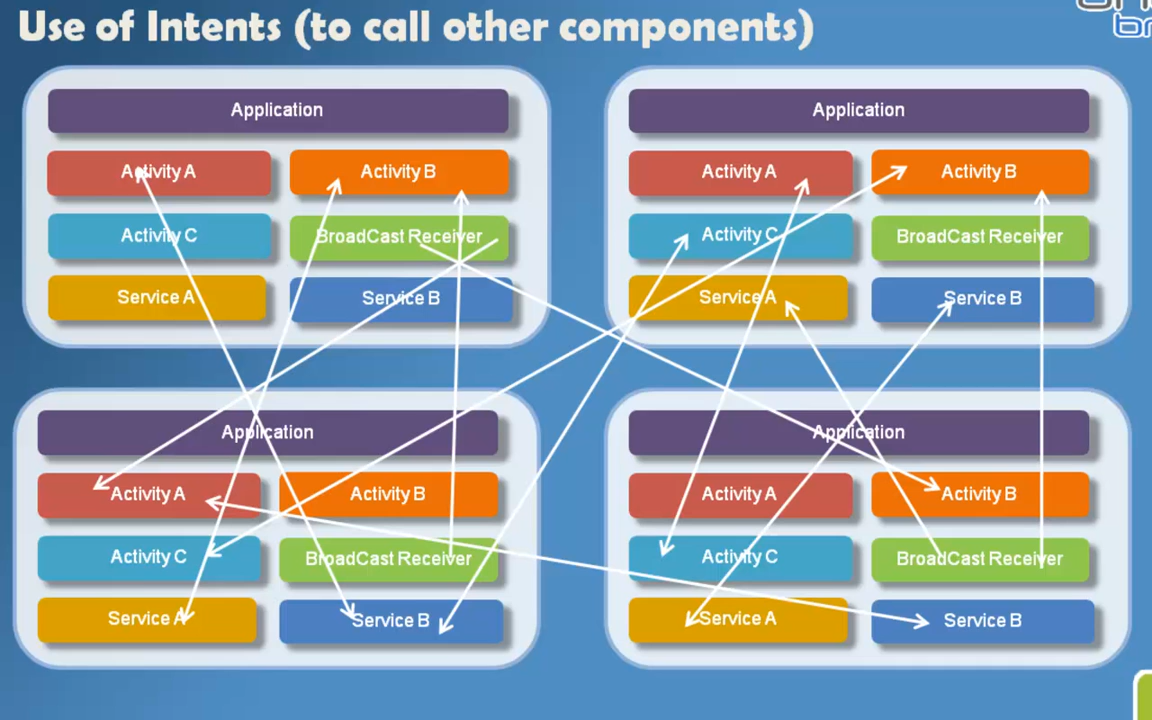 Use of Intents (to call other components)
Application
Activity A
Activity B
Activity C
BroadCast Receiver
Service A
Service B
Application
Activity A
Activity B
Activity C
BroadCast Receiver
Service A
Service B
Application
Activity A
Activity B
Activity C
BroadCast Receiver
Service A
Service B
Application
Activity A
Activity B
Activity C
BroadCast Receiver
Service A
Service B